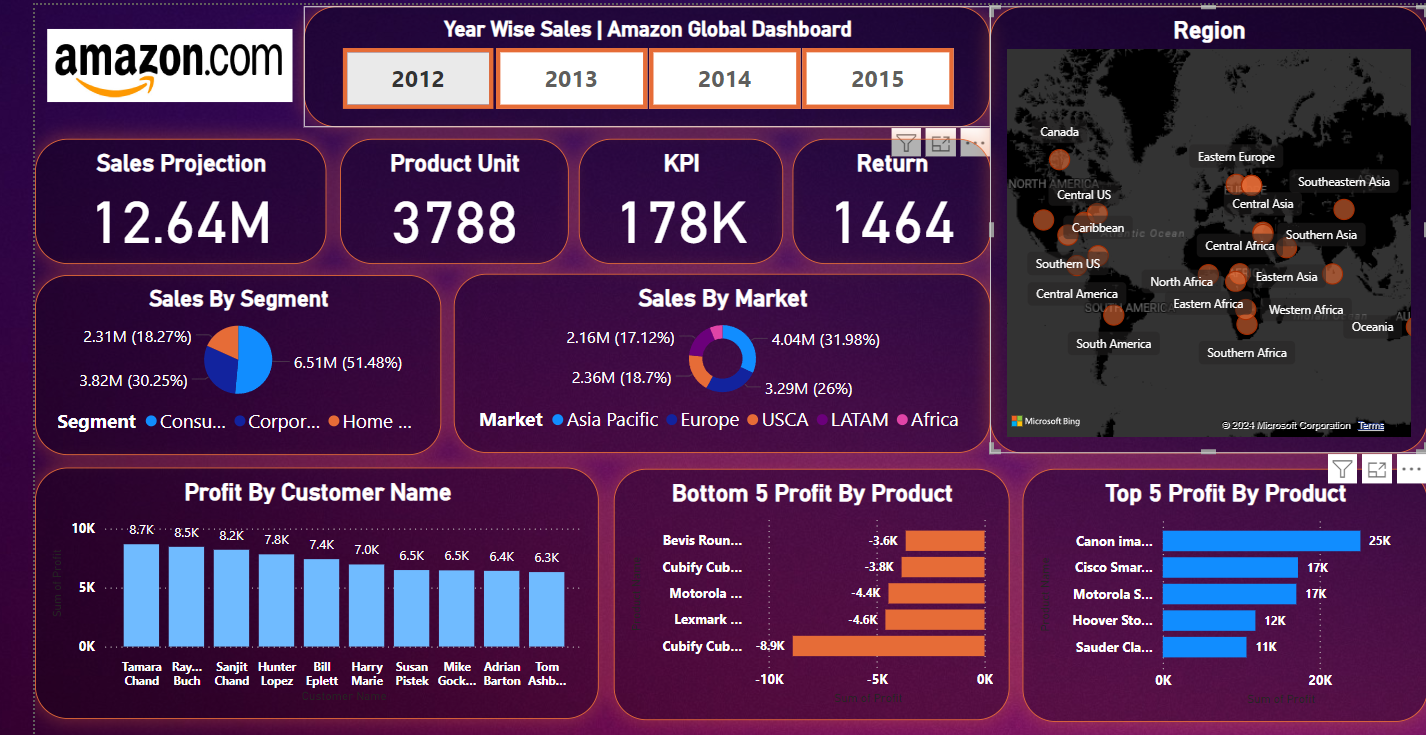 amazon.com
Year Wise Sales | Amazon Global Dashboard
2012
2013
2014
2015
Region
Canada
NORTH AMERICA
Central US
Caribbean
Southern US
Central America
SOUTH AMERICA
South America
Atlantic Ocean
Eastern Europe
Southeastern Asia
Central Asia
Southern Asia
Central Africa
North Africa
Eastern Asia
Eastern Africa
Western Africa
Oceania
Southern Africa
Microsoft Bing
© 2024 Microsoft Corporation Terms
Sales Projection
12.64M
Product Unit
3788
KPI
178K
Return
1464
Sales By Segment
2.31M (18.27%)
6.51M (51.48%)
3.82M (30.25%)
Segment Consu... Corpor... Home ...
Sales By Market
2.16M (17.12%)
4.04M (31.98%)
2.36M (18.7%)
3.29M (26%)
Market Asia Pacific Europe USCA LATAM Africa
Profit By Customer Name
Sum of Profit
10K
5K
0K
8.7K
8.5K
8.2K
7.8K
7.4K
7.0K
6.5K
6.5K
6.4K
6.3K
Tamara Chand
Ray... Buch
Sanjit Chand
Hunter Lopez
Bill Eplett
Harry Marie
Susan Pistek
Mike Gock...
Adrian Barton
Tom Ashb...
Customer Name
Bottom 5 Profit By Product
Bevis Roun... -3.6K
Cubify Cub... -3.8K
Motorola ... -4.4K
Lexmark ... -4.6K
Cubify Cub... -8.9K
-10K -5K 0K
Sum of Profit
Top 5 Profit By Product
Canon ima... 25K
Cisco Smar... 17K
Motorola S... 17K
Hoover Sto... 12K
Sauder Cla... 11K
0K 20K
Sum of Profit